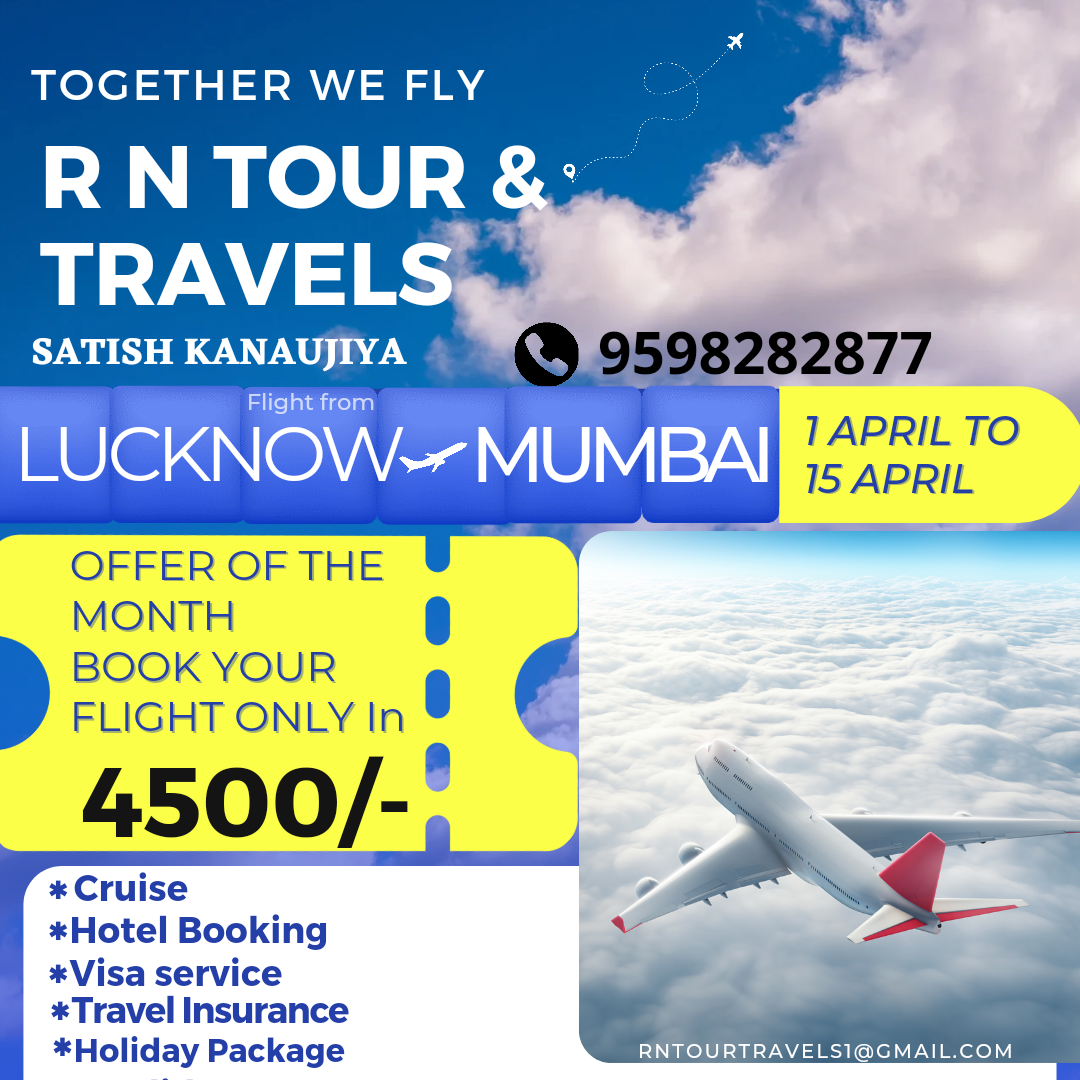 TOGETHER WE FLY
R N TOUR &
TRAVELS
SATISH KANAUJIYA
9598282877
Flight from
LUCKNOW MUMBAI
1 APRIL TO
15 APRIL
OFFER OF THE
MONTH
BOOK YOUR
FLIGHT ONLY In
4500/-
*Cruise
*Hotel Booking
*Visa service
*Travel Insurance
*Holiday Package
RNTOURTRAVELS1@GMAIL.COM